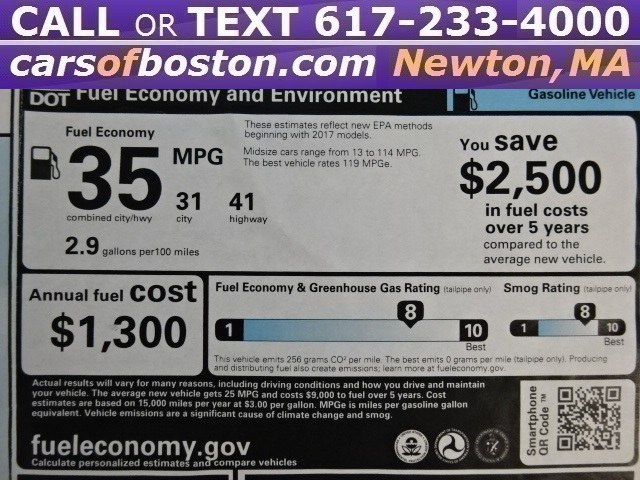 CALL OR TEXT 617-233-4000
carsofboston.com Newton, MA
DOT Fuel Economy and Environment
Gasoline Vehicle
Fuel Economy
35 MPG
combined city/hwy
31
city
41
highway
2.9 gallons per 100 miles
These estimates reflect new EPA methods
beginning with 2017 models.
Midsize cars range from 13 to 114 MPG.
The best vehicle rates 119 MPGe.
You save
$2,500
in fuel costs
over 5 years
compared to the
average new vehicle.
Annual fuel cost
$1,300
Fuel Economy & Greenhouse Gas Rating (tailpipe only)
8
1
10
Best
Smog Rating (tailpipe only)
8
1
10
Best
This vehicle emits 256 grams CO² per mile. The best emits 0 grams per mile (tailpipe only). Producing
and distributing fuel also create emissions; learn more at fueleconomy.gov.
Actual results will vary for many reasons, including driving conditions and how you drive and maintain
your vehicle. The average new vehicle gets 25 MPG and costs $9,000 to fuel over 5 years. Cost
estimates are based on 15,000 miles per year at $3.00 per gallon. MPGe is miles per gasoline gallon
equivalent. Vehicle emissions are a significant cause of climate change and smog.
fueleconomy.gov
Calculate personalized estimates and compare vehicles
Smartphone
QR Code™